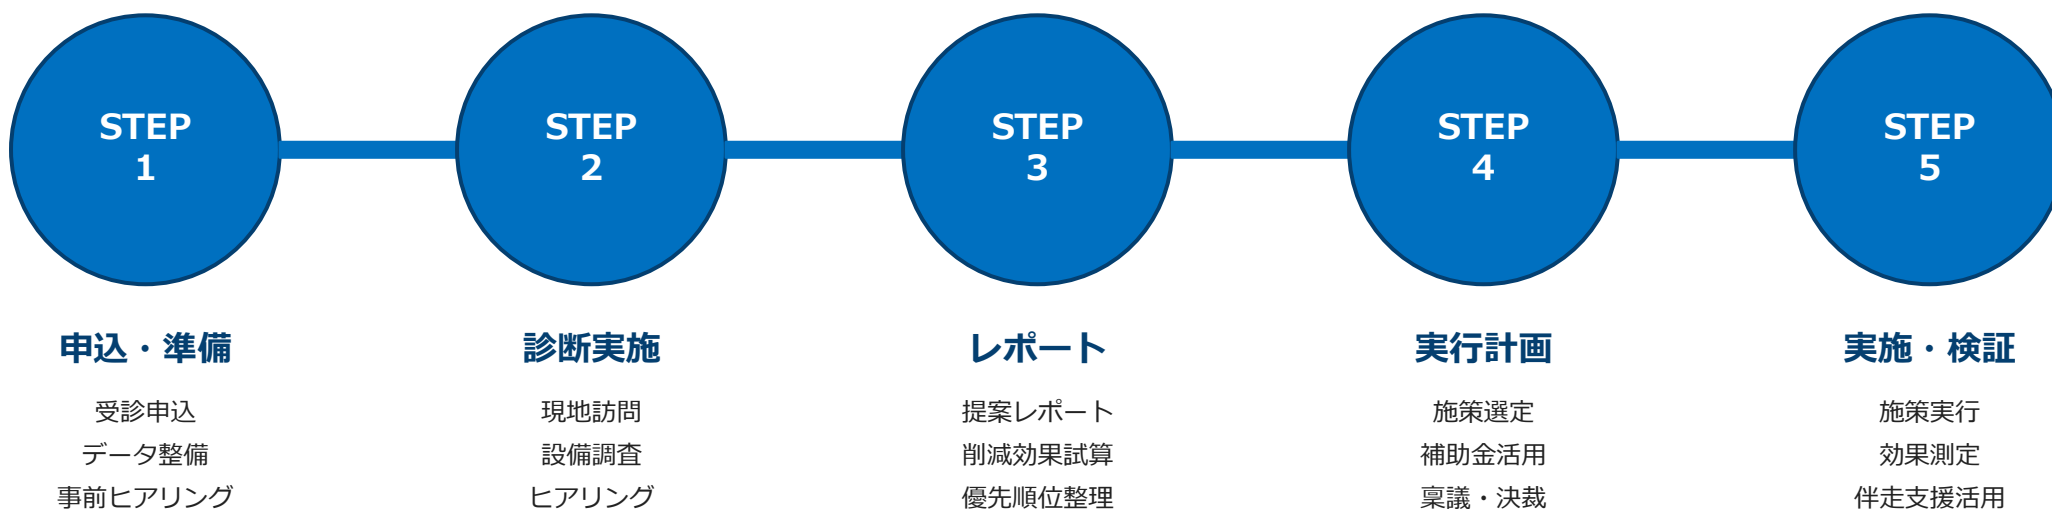 STEP
1
STEP
2
STEP
3
STEP
4
STEP
5
申込・準備
受診申込
データ整備
事前ヒアリング
診断実施
現地訪問
設備調査
ヒアリング
レポート
提案レポート
削減効果試算
優先順位整理
実行計画
施策選定
補助金活用
稟議・決裁
実施・検証
施策実行
効果測定
伴走支援活用